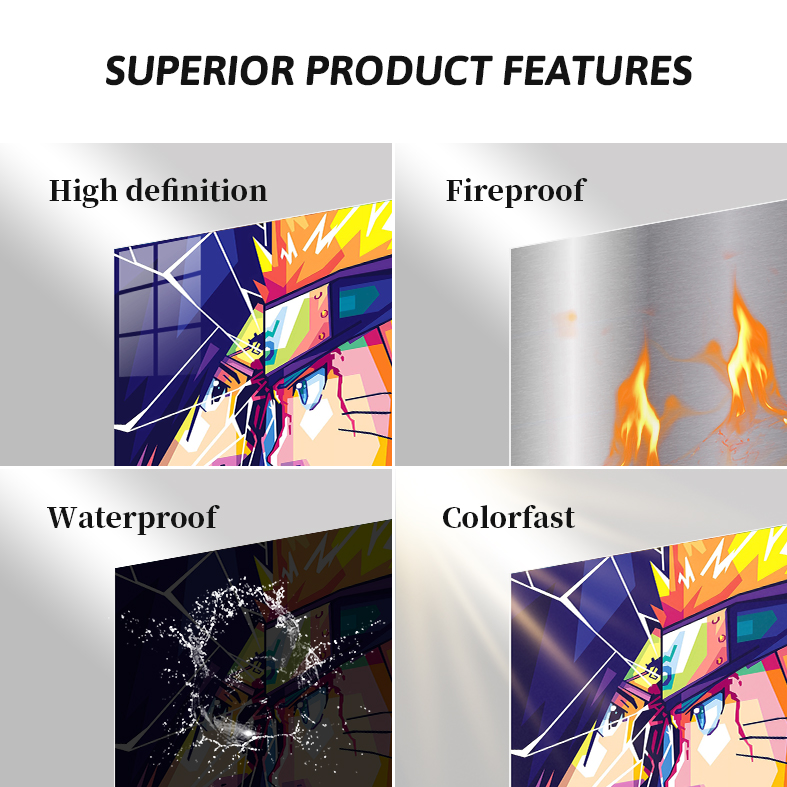 SUPERIOR PRODUCT FEATURES
High definition
Fireproof
Waterproof
Colorfast